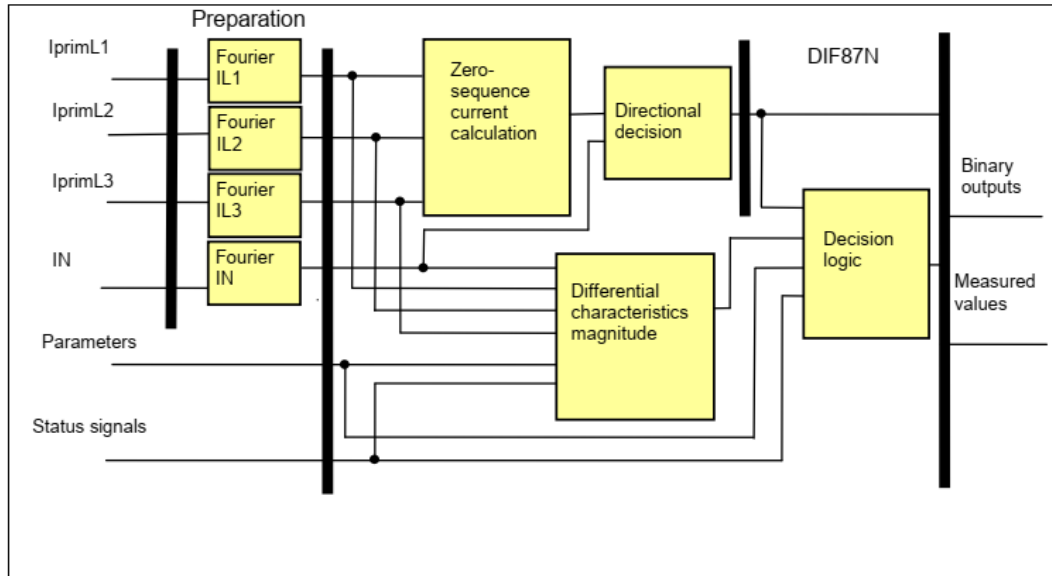 Preparation
IprimL1
Fourier
IL1
IprimL2
Fourier
IL2
IprimL3
Fourier
IL3
IN
Fourier
IN
Parameters
Status signals
Zero-
sequence
current
calculation
Directional
decision
Differential
characteristics
magnitude
DIF87N
Decision
logic
Binary
outputs
Measured
values